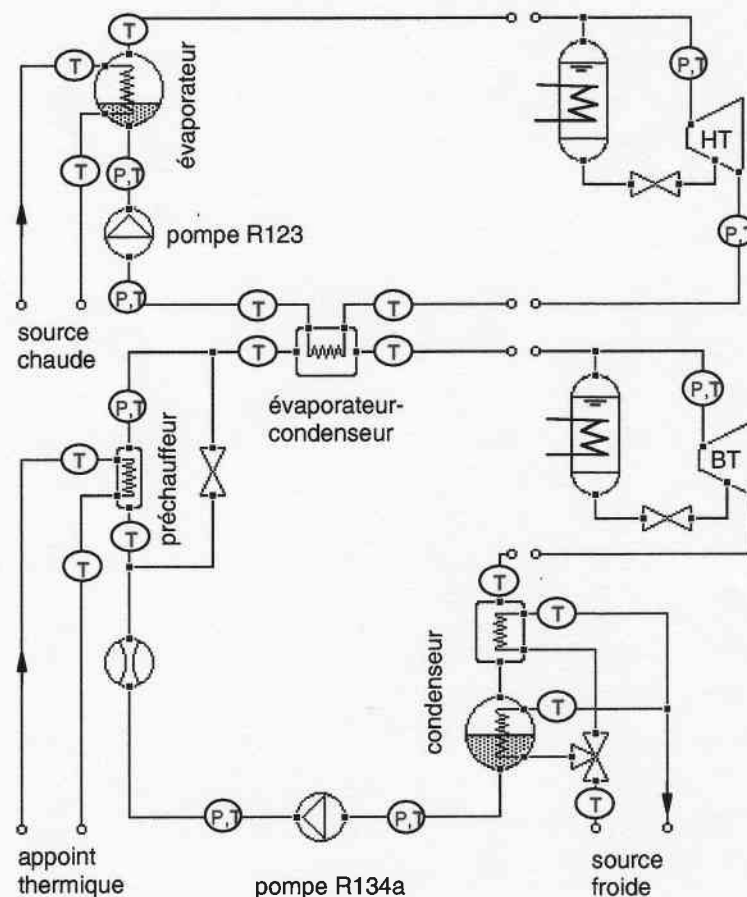 T
P,T
T
évaporateur
HT
T
P,T
P,T
pompe R123
P,T
T
T
source
chaude
T
T
évaporateur-
condenseur
P,T
P,T
T
préchauffeur
BT
T
T
T
T
condenseur
T
T
P,T
P,T
appoint
thermique
pompe R134a
source
froide